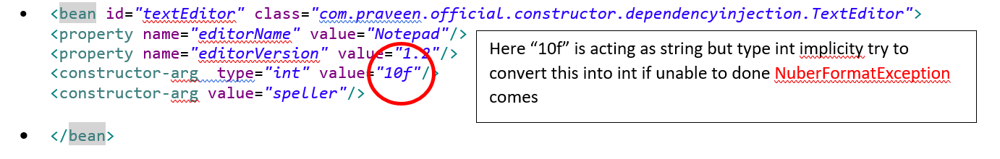 • <bean id="textEditor" class="com.praveen.official.constructor.dependencyinjection.TextEditor">
<property name="editorName" value="Notepad"/>
<property name="editorVersion" value="1.2"/>
<constructor-arg  type="int" value="10f"/>
<constructor-arg value="speller"/>
• </bean>
Here “10f” is acting as string but type int implicity try to
convert this into int if unable to done NuberFormatException
comes